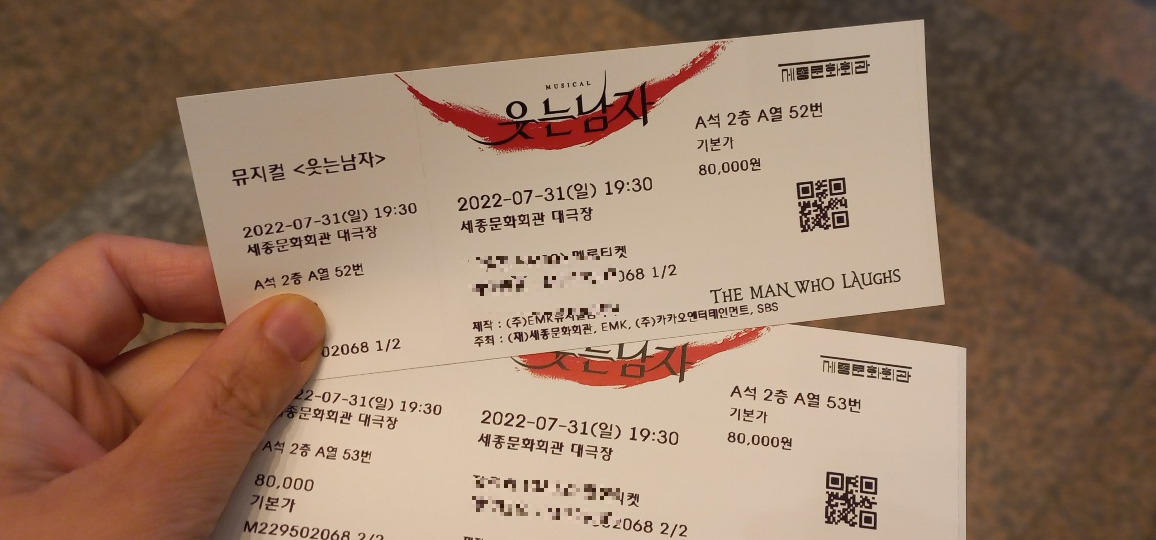 뮤지컬 <웃는남자>
2022-07-31(일) 19:30
세종문화회관 대극장
A석 2층 A열 52번
02068 1/2
MUSICAL
웃는남자
2022-07-31(일) 19:30
세종문화회관 대극장
멜로티켓
068 1/2
제작 : (주)EMK뮤지컬
주최 : (재)세종문화회관, EMK, (주)카카오엔터테인먼트, SBS
세종문화회관
A석 2층 A열 52번
기본가
80,000원
THE MAN WHO LAUGHS
22-07-31(일) 19:30
종문화회관 대극장
A석 2층 A열 53번
80,000
기본가
M229502068 2/2
웃는남자
2022-07-31(일) 19:30
세종문화회관 대극장
티켓
2068 2/2
세종문화회관
A석 2층 A열 53번
기본가
80,000원